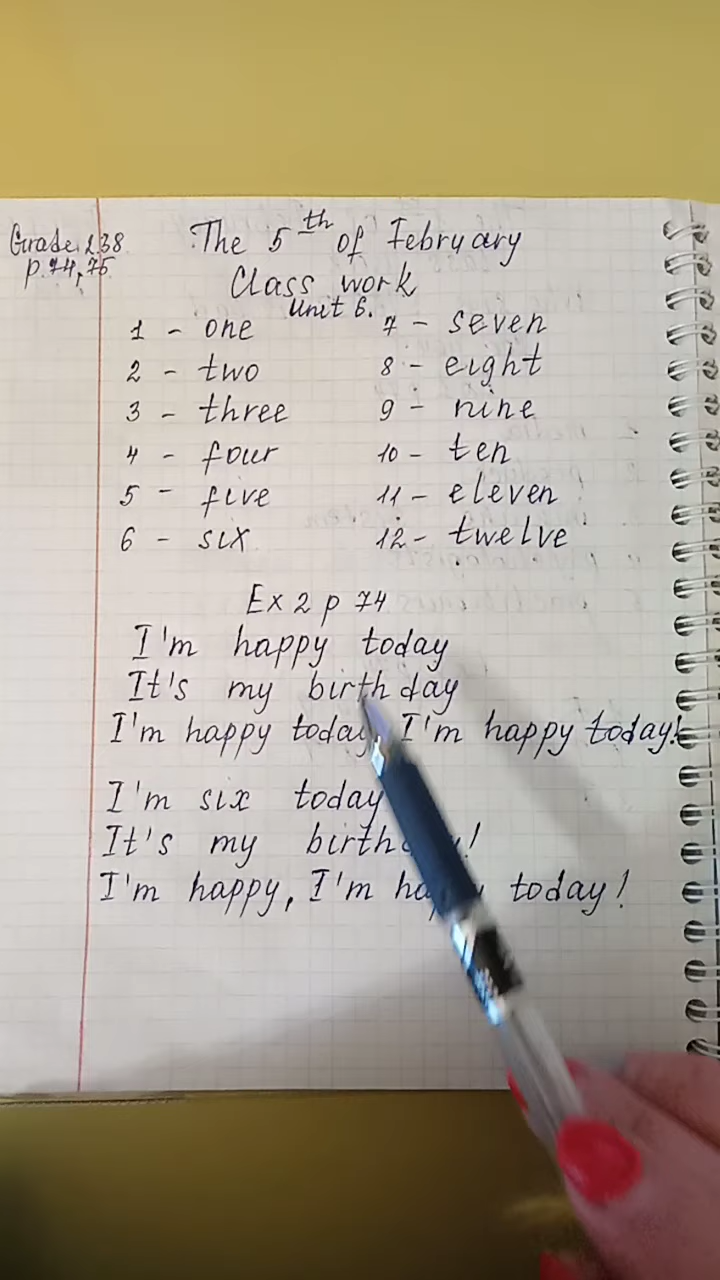 Grade 2
p. 74, 75
The 5th of February
Class work
Unit 6.
1 - one
2 - two
3 - three
4 - four
5 - five
6 - six
7 - seven
8 - eight
9 - nine
10 - ten
11 - eleven
12 - twelve
Ex 2 p 74
I'm happy today
It's my birthday
I'm happy today, I'm happy today!
I'm six today
It's my
I'm happy, I'm today!